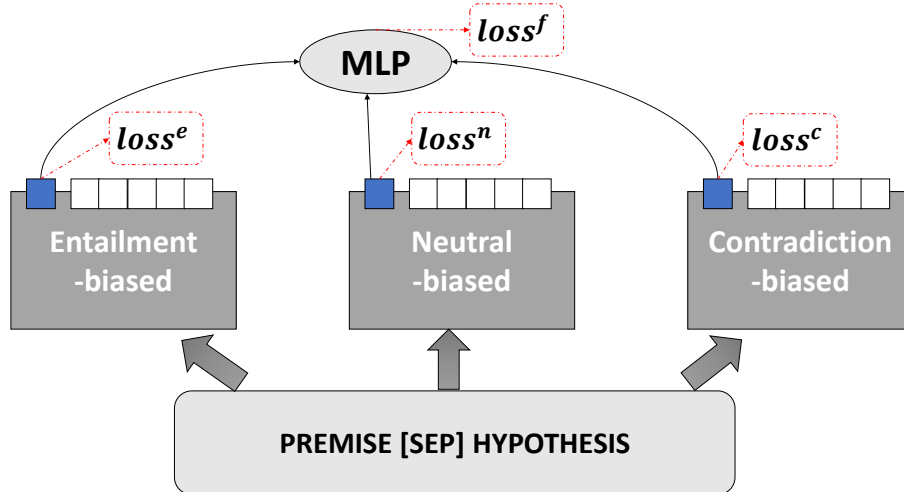 loss^f
MLP
loss^e
loss^n
loss^c
Entailment
-biased
Neutral
-biased
Contradiction
-biased
PREMISE [SEP] HYPOTHESIS